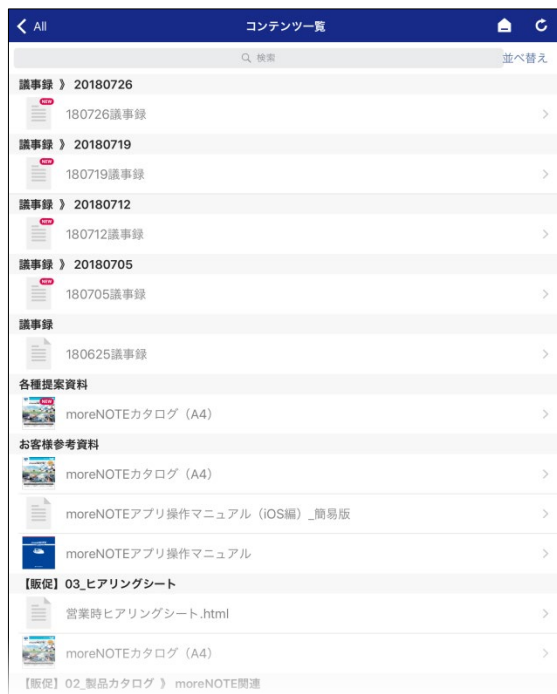 All コンテンツ一覧
検索 並べ替え
議事録 》 20180726
NEW
180726議事録
議事録 》 20180719
NEW
180719議事録
議事録 》 20180712
NEW
180712議事録
議事録 》 20180705
NEW
180705議事録
議事録
180625議事録
各種提案資料
NEW
moreNOTEカタログ（A4）
お客様参考資料
moreNOTEカタログ（A4）
moreNOTEアプリ操作マニュアル（iOS編）_簡易版
moreNOTEアプリ操作マニュアル
【販促】03_ヒアリングシート
営業時ヒアリングシート.html
moreNOTEカタログ（A4）
【販促】02_製品カタログ 》 moreNOTE関連